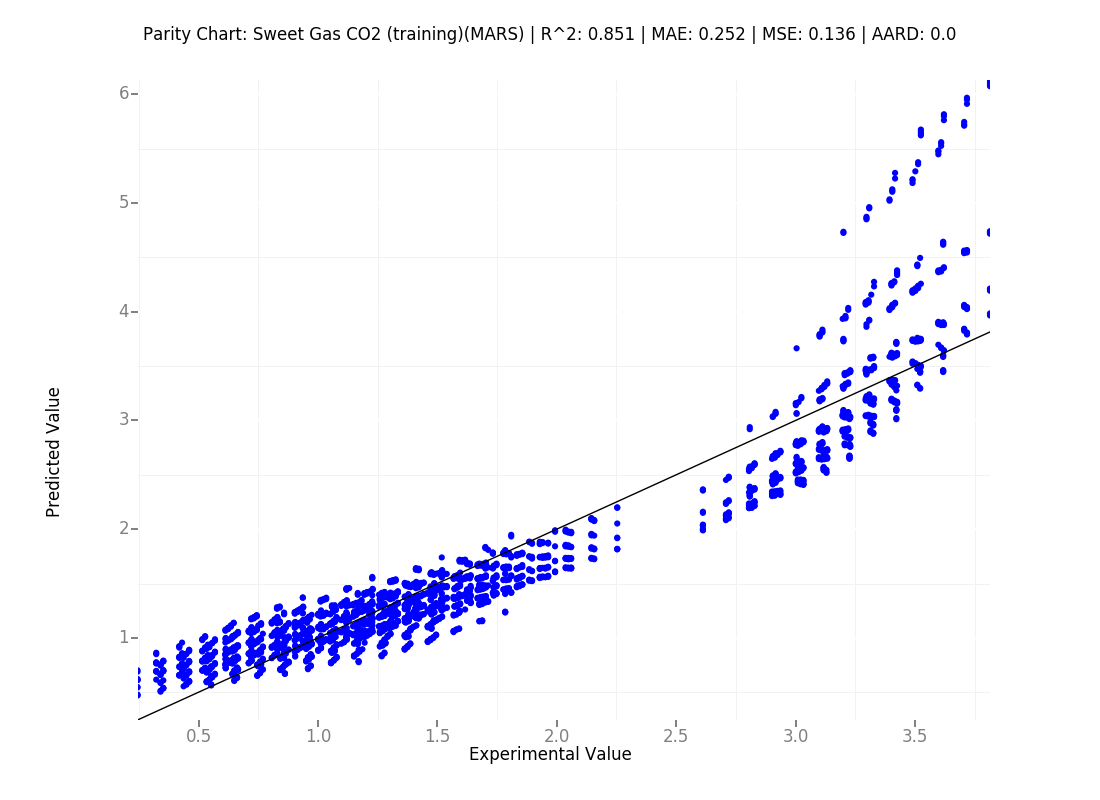 Parity Chart: Sweet Gas CO2 (training)(MARS) | R^2: 0.851 | MAE: 0.252 | MSE: 0.136 | AARD: 0.0
6
5
4
3
2
1
Predicted Value
0.5 1.0 1.5 2.0 2.5 3.0 3.5
Experimental Value